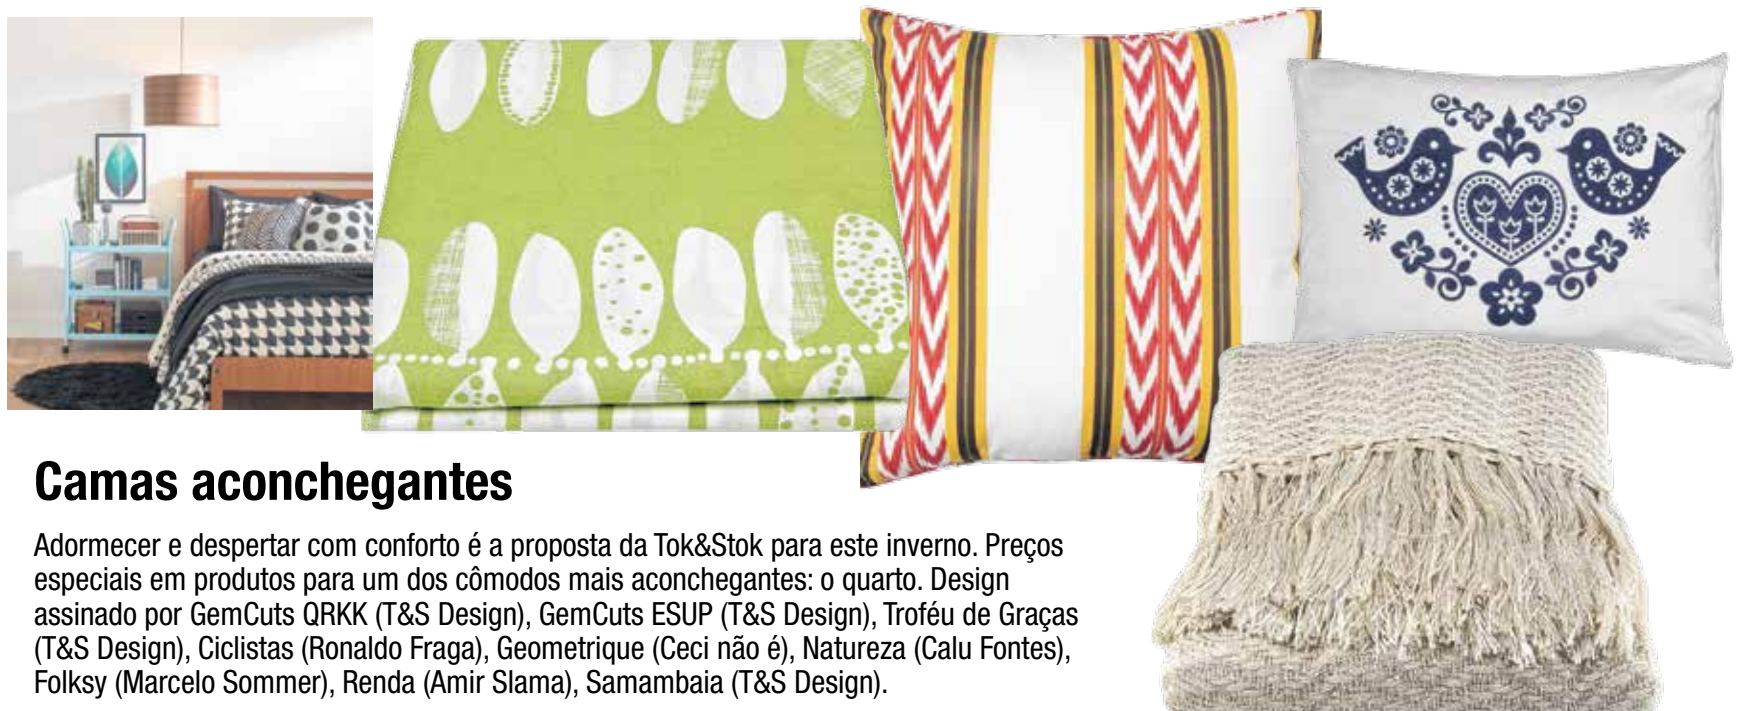 Camas aconchegantes
Adormecer e despertar com conforto é a proposta da Tok&Stok para este inverno. Preços
especiais em produtos para um dos cômodos mais aconchegantes: o quarto. Design
assinado por GemCuts QRKK (T&S Design), GemCuts ESUP (T&S Design), Troféu de Graças
(T&S Design), Ciclistas (Ronaldo Fraga), Geometrique (Ceci não é), Natureza (Calu Fontes),
Folksy (Marcelo Sommer), Renda (Amir Slama), Samambaia (T&S Design).